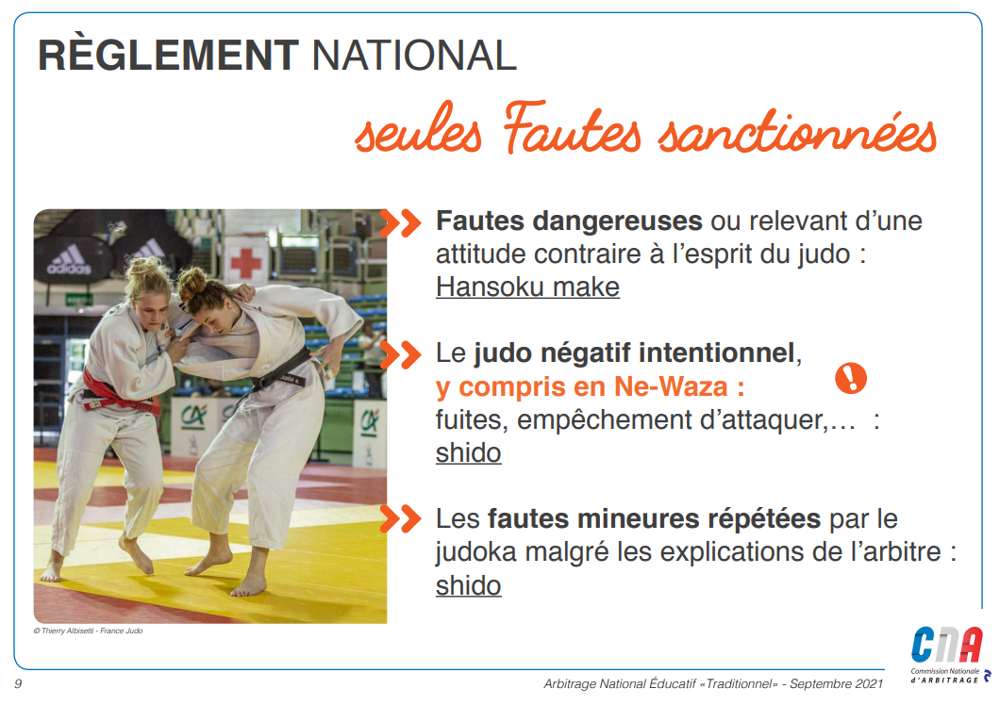 RÈGLEMENT NATIONAL
seules Fautes sanctionnées
Fautes dangereuses ou relevant d’une
attitude contraire à l’esprit du judo :
Hansoku make
Le judo négatif intentionnel,
y compris en Ne-Waza :
fuites, empêchement d’attaquer,… :
shido
Les fautes mineures répétées par le
judoka malgré les explications de l’arbitre :
shido
adidas
CA
CA
© Thierry Albisetti - France Judo
9
Arbitrage National Éducatif «Traditionnel» - Septembre 2021
CNA
Commission Nationale
d’ARBITRAGE